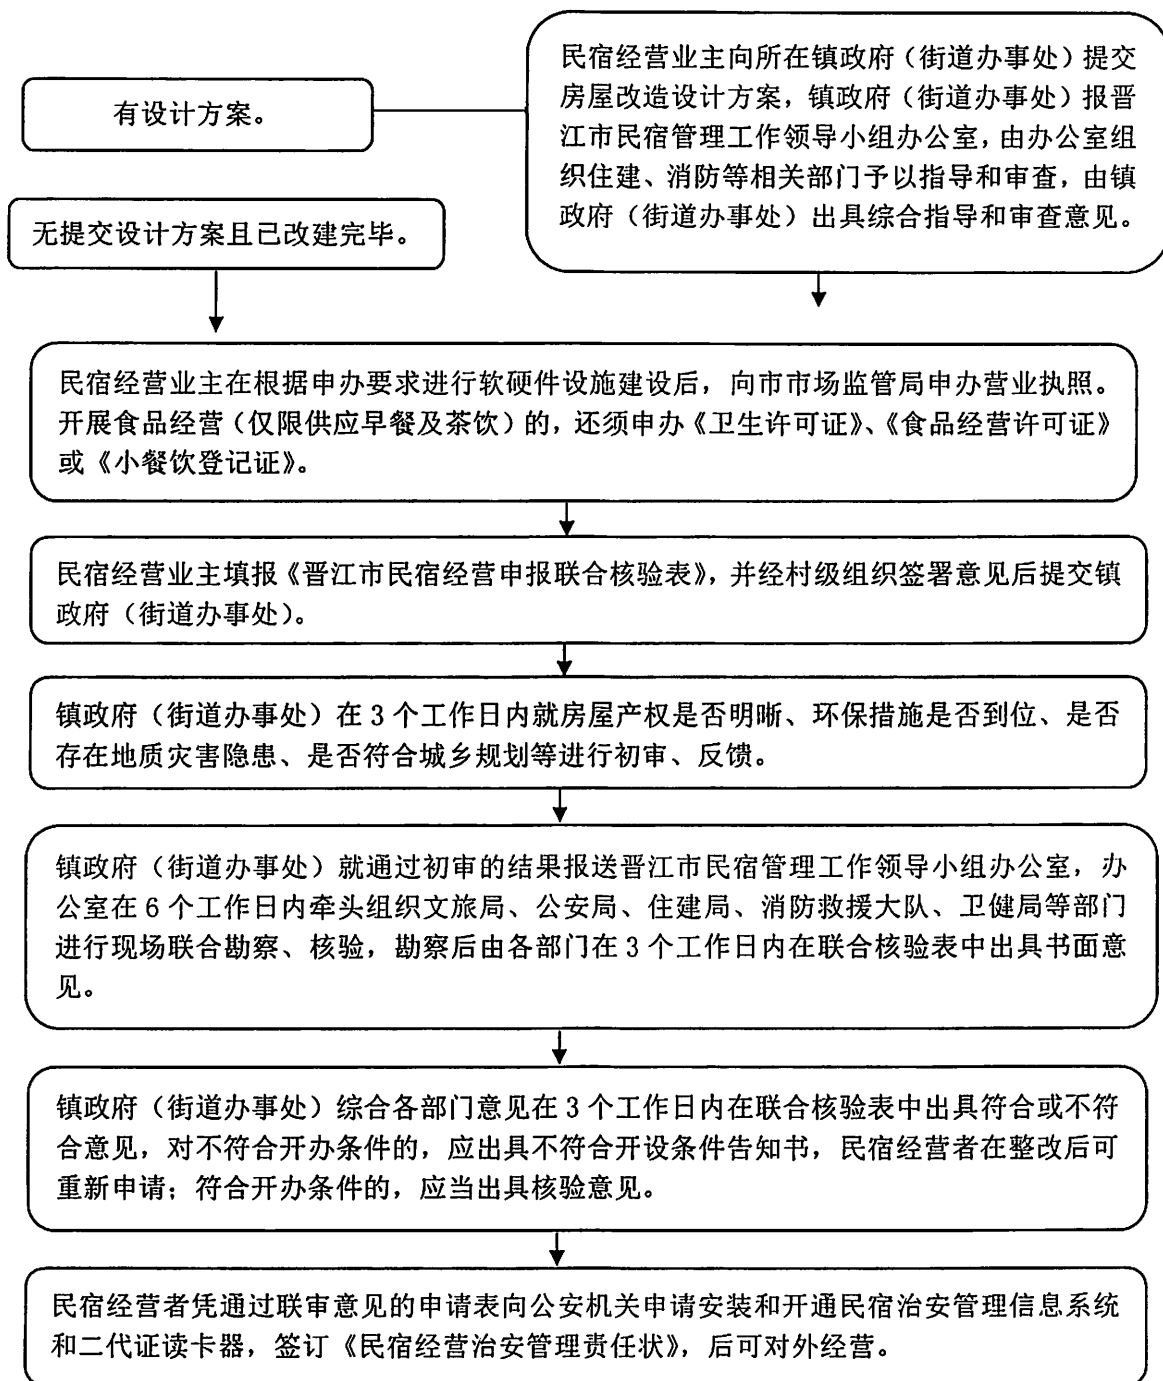 有设计方案。
民宿经营业主向所在镇政府（街道办事处）提交
房屋改造设计方案，镇政府（街道办事处）报晋
江市民宿管理工作领导小组办公室，由办公室组
织住建、消防等相关部门予以指导和审查，由镇
政府（街道办事处）出具综合指导和审查意见。
无提交设计方案且已改建完毕。
民宿经营业主在根据申办要求进行软硬件设施建设后，向市市场监管局申办营业执照。
开展食品经营（仅限供应早餐及茶饮）的，还须申办《卫生许可证》、《食品经营许可证》
或《小餐饮登记证》。
民宿经营业主填报《晋江市民宿经营申报联合核验表》，并经村级组织签署意见后提交镇
政府（街道办事处）。
镇政府（街道办事处）在 3 个工作日内就房屋产权是否明晰、环保措施是否到位、是否
存在地质灾害隐患、是否符合城乡规划等进行初审、反馈。
镇政府（街道办事处）就通过初审的结果报送晋江市民宿管理工作领导小组办公室，办
公室在 6 个工作日内牵头组织文旅局、公安局、住建局、消防救援大队、卫健局等部门
进行现场联合勘察、核验，勘察后由各部门在 3 个工作日内在联合核验表中出具书面意
见。
镇政府（街道办事处）综合各部门意见在 3 个工作日内在联合核验表中出具符合或不符
合意见，对不符合开办条件的，应出具不符合开设条件告知书，民宿经营者在整改后可
重新申请；符合开办条件的，应当出具核验意见。
民宿经营者凭通过联审意见的申请表向公安机关申请安装和开通民宿治安管理信息系统
和二代证读卡器，签订《民宿经营治安管理责任状》，后可对外经营。